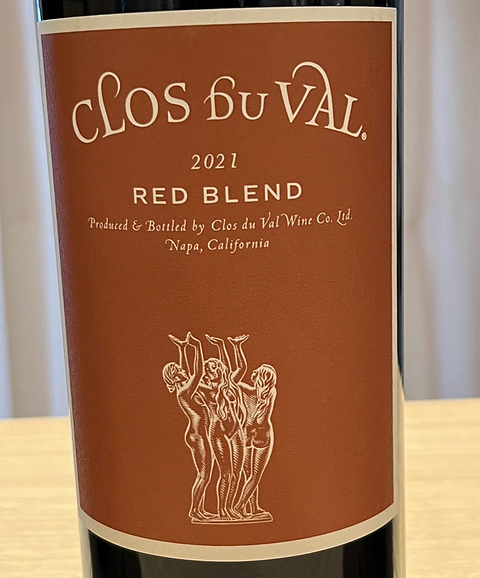 CLOS DU VAL®
2021
RED BLEND
Produced & Bottled by Clos du Val Wine Co. Ltd.
Napa, California